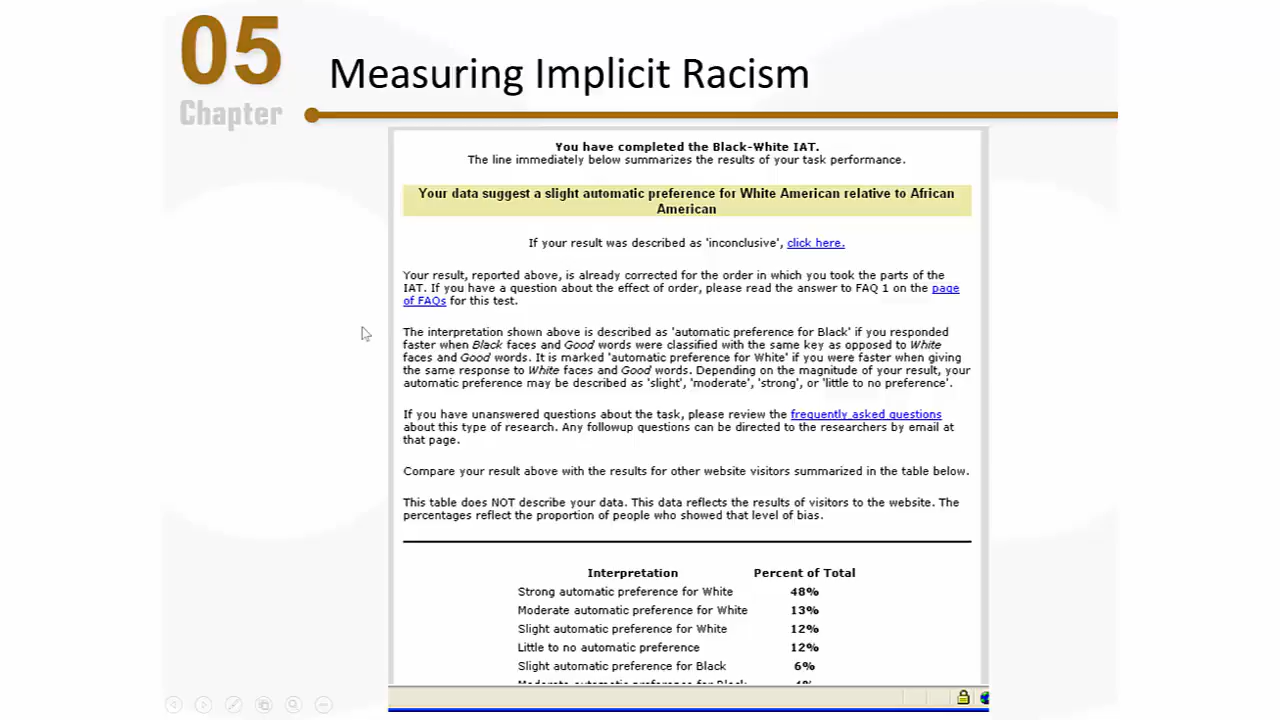 05
Chapter
Measuring Implicit Racism
You have completed the Black-White IAT.
The line immediately below summarizes the results of your task performance.
Your data suggest a slight automatic preference for White American relative to African
American
If your result was described as 'inconclusive', click here.
Your result, reported above, is already corrected for the order in which you took the parts of the
IAT. If you have a question about the effect of order, please read the answer to FAQ 1 on the page
of FAQs for this test.
The interpretation shown above is described as 'automatic preference for Black' if you responded
faster when Black faces and Good words were classified with the same key as opposed to White
faces and Good words. It is marked 'automatic preference for White' if you were faster when giving
the same response to White faces and Good words. Depending on the magnitude of your result, your
automatic preference may be described as 'slight', 'moderate', 'strong', or 'little to no preference'.
If you have unanswered questions about the task, please review the frequently asked questions
about this type of research. Any followup questions can be directed to the researchers by email at
that page.
Compare your result above with the results for other website visitors summarized in the table below.
This table does NOT describe your data. This data reflects the results of visitors to the website. The
percentages reflect the proportion of people who showed that level of bias.
Interpretation Percent of Total
Strong automatic preference for White 48%
Moderate automatic preference for White 13%
Slight automatic preference for White 12%
Little to no automatic preference 12%
Slight automatic preference for Black 6%
Moderate automatic preference for Black 4%